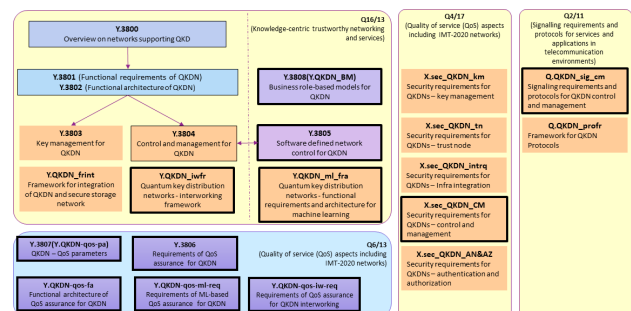 Q16/13
(Knowledge-centric trustworthy networking
and services)
Y.3800
Overview on networks supporting QKD
Y.3801 (Functional requirements of QKDN)
Y.3802 (Functional architecture of QKDN)
Y.3808(Y.QKDN_BM)
Business role-based models for
QKDN
Y.3803
Key management for
QKDN
Y.3804
Control and management for
QKDN
Y.3805
Software defined network
control for QKDN
Y.QKDN_frint
Framework for integration
of QKDN and secure storage
network
Y.QKDN_iwfr
Quantum key distribution
networks - interworking
framework
Y.QKDN_ml_fra
Quantum key distribution
networks - functional
requirements and architecture for
machine learning
Q6/13
Quality of service (QoS) aspects including
IMT-2020 networks)
Y.3807(Y.QKDN-qos-pa)
QKDN – QoS parameters
Y.3806
Requirements of QoS
assurance for QKDN
Y.QKDN-qos-fa
Functional architecture of
QoS assurance for QKDN
Y.QKDN-qos-ml-req
Requirements of ML-based
QoS assurance for QKDN
Y.QKDN-qos-iw-req
Requirements of QoS assurance
for QKDN interworking
Q4/17
Quality of service (QoS) aspects
including IMT-2020 networks)
X.sec_QKDN_km
Security requirements for
QKDNs – key management
X.sec_QKDN_tn
Security requirements for
QKDNs – trust node
X.sec_QKDN_intrq
Security requirements for
QKDNs – Infra integration
X.sec_QKDN_CM
Security requirements for
QKDNs – control and
management
X.sec_QKDN_AN&AZ
Security requirements for
QKDNs – authentication and
authorization
Q2/11
(Signalling requirements and
protocols for services and
applications in
telecommunication
environments)
Q.QKDN_sig_cm
Signaling requirements and
protocols for QKDN control
and management
Q.QKDN_profr
Framework for QKDN
Protocols